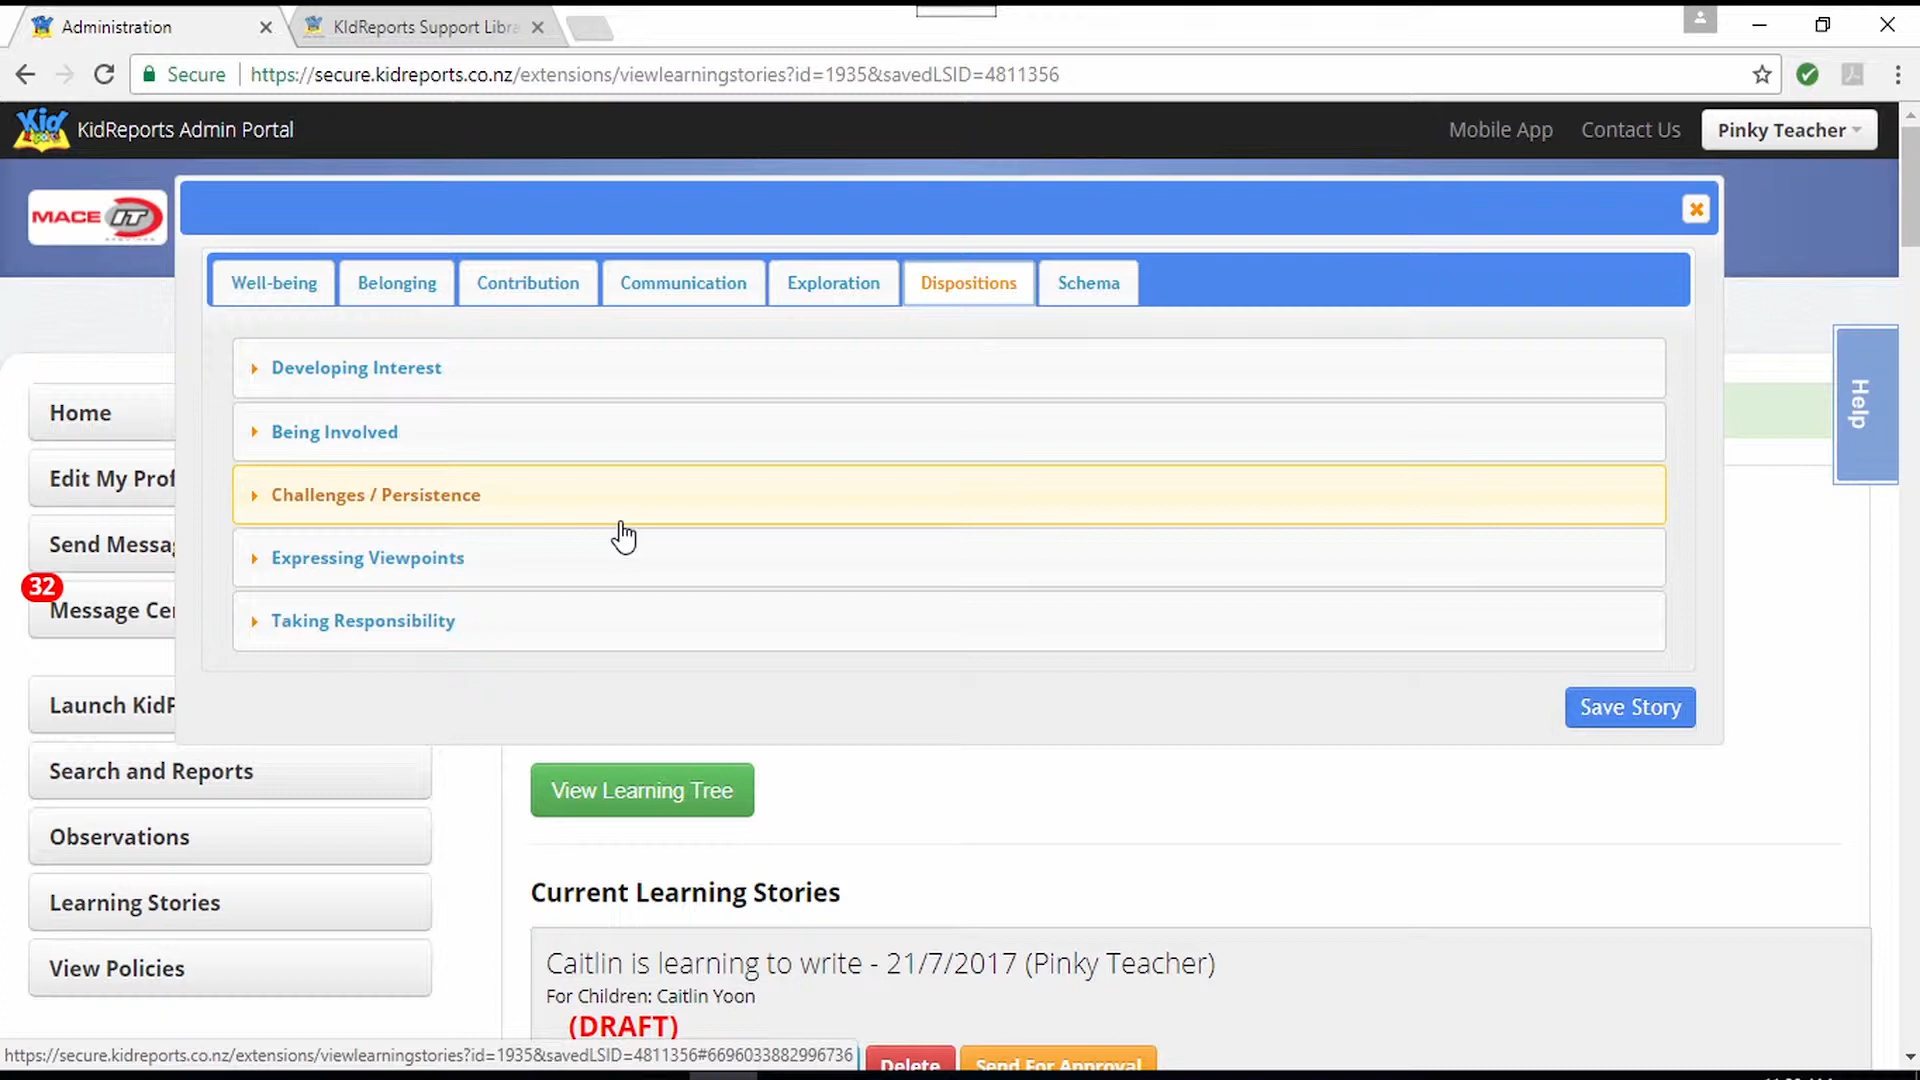 Administration
KIdReports Support Libra
Secure
https://secure.kidreports.co.nz/extensions/viewlearningstories?id=1935&savedLSID=4811356
Kid
KidReports Admin Portal
Mobile App
Contact Us
Pinky Teacher
MACE IT
Well-being
Belonging
Contribution
Communication
Exploration
Dispositions
Schema
Developing Interest
Being Involved
Challenges / Persistence
Expressing Viewpoints
Taking Responsibility
Save Story
Help
Home
Edit My Prof
Send Messa
32
Message Ce
Launch KidF
Search and Reports
Observations
Learning Stories
View Policies
View Learning Tree
Current Learning Stories
Caitlin is learning to write - 21/7/2017 (Pinky Teacher)
For Children: Caitlin Yoon
(DRAFT)
Delete
Send For Approval
https://secure.kidreports.co.nz/extensions/viewlearningstories?id=1935&savedLSID=4811356#6696033882996736